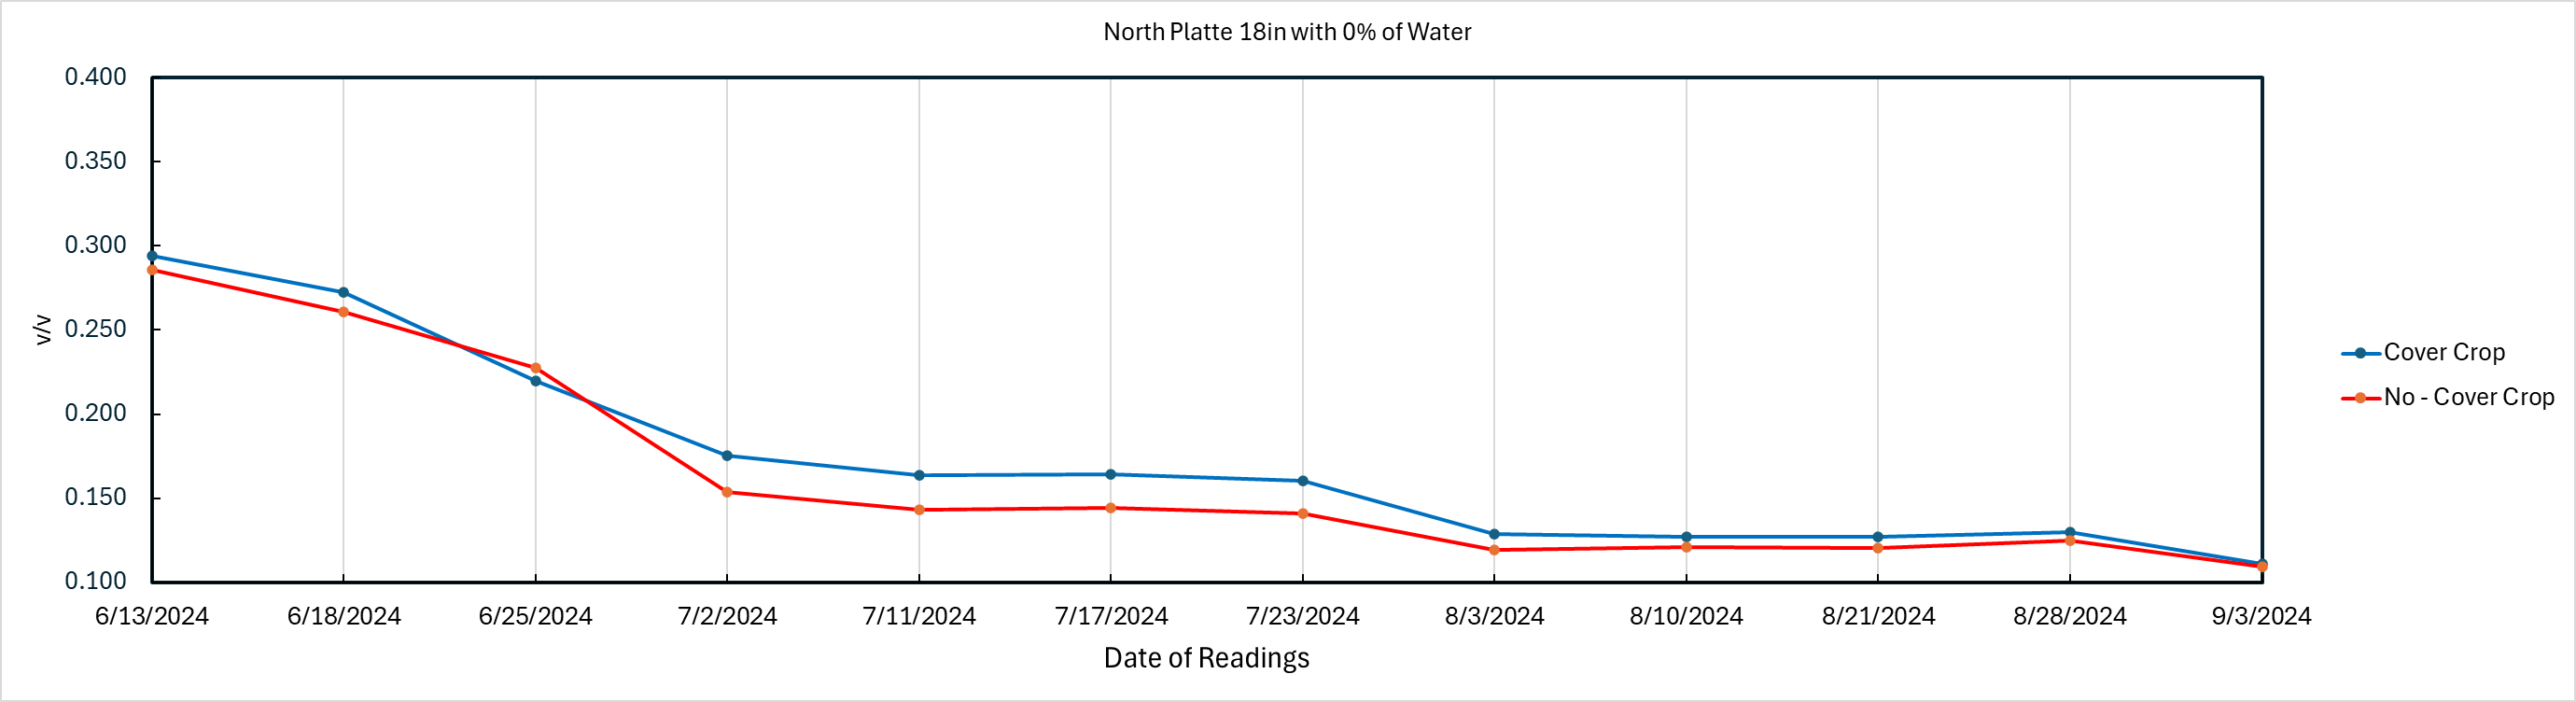 North Platte 18in with 0% of Water
0.400
0.350
0.300
0.250
0.200
0.150
0.100
v/v
6/13/2024 6/18/2024 6/25/2024 7/2/2024 7/11/2024 7/17/2024 7/23/2024 8/3/2024 8/10/2024 8/21/2024 8/28/2024 9/3/2024
Date of Readings
Cover Crop
No - Cover Crop